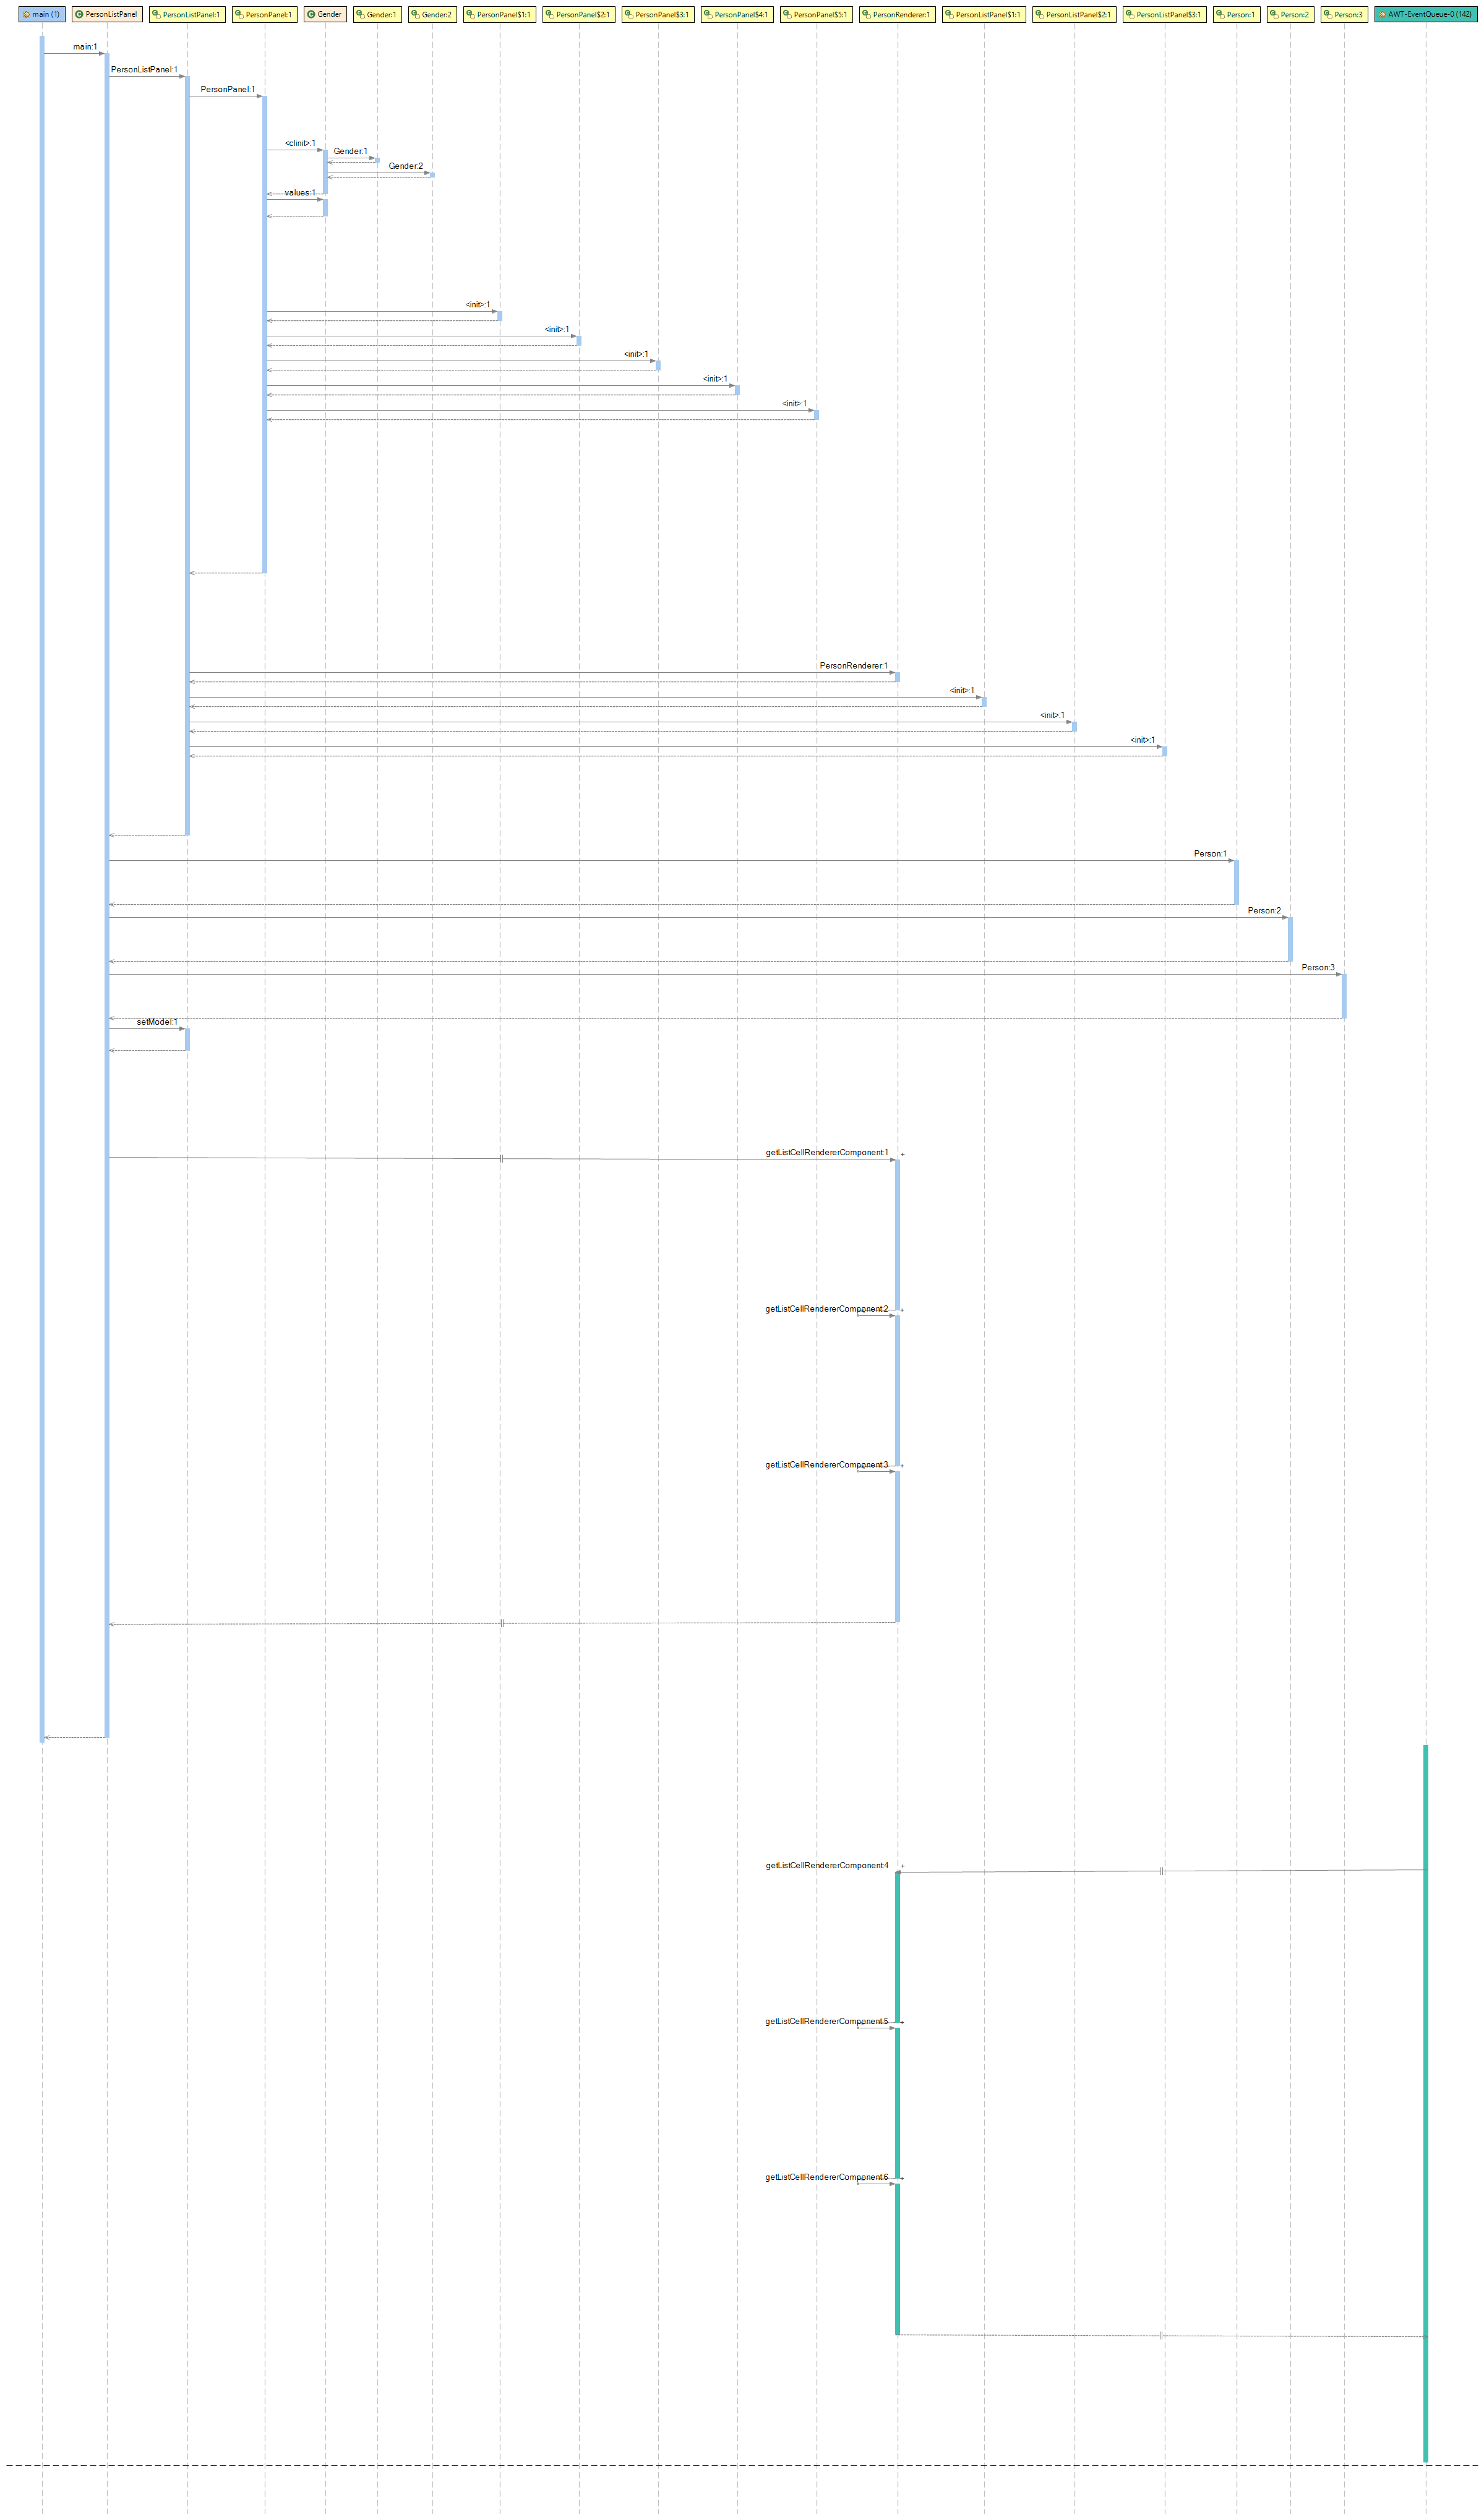 main (1)
PersonListPanel
PersonListPanel:1
PersonPanel:1
Gender
Gender:1
Gender:2
PersonPanel$1:1
PersonPanel$2:1
PersonPanel$3:1
PersonPanel$4:1
PersonPanel$5:1
PersonRenderer:1
PersonListPanel$1:1
PersonListPanel$2:1
PersonListPanel$3:1
Person:1
Person:2
Person:3
AWT-EventQueue-0 (142)
main:1
PersonListPanel:1
PersonPanel:1
<clinit>:1
Gender:1
Gender:2
values:1
<init>:1
<init>:1
<init>:1
<init>:1
<init>:1
PersonRenderer:1
<init>:1
<init>:1
<init>:1
Person:1
Person:2
Person:3
setModel:1
getListCellRendererComponent:1 +
getListCellRendererComponent:2 +
getListCellRendererComponent:3 +
getListCellRendererComponent:4 +
getListCellRendererComponent:5 +
getListCellRendererComponent:6 +